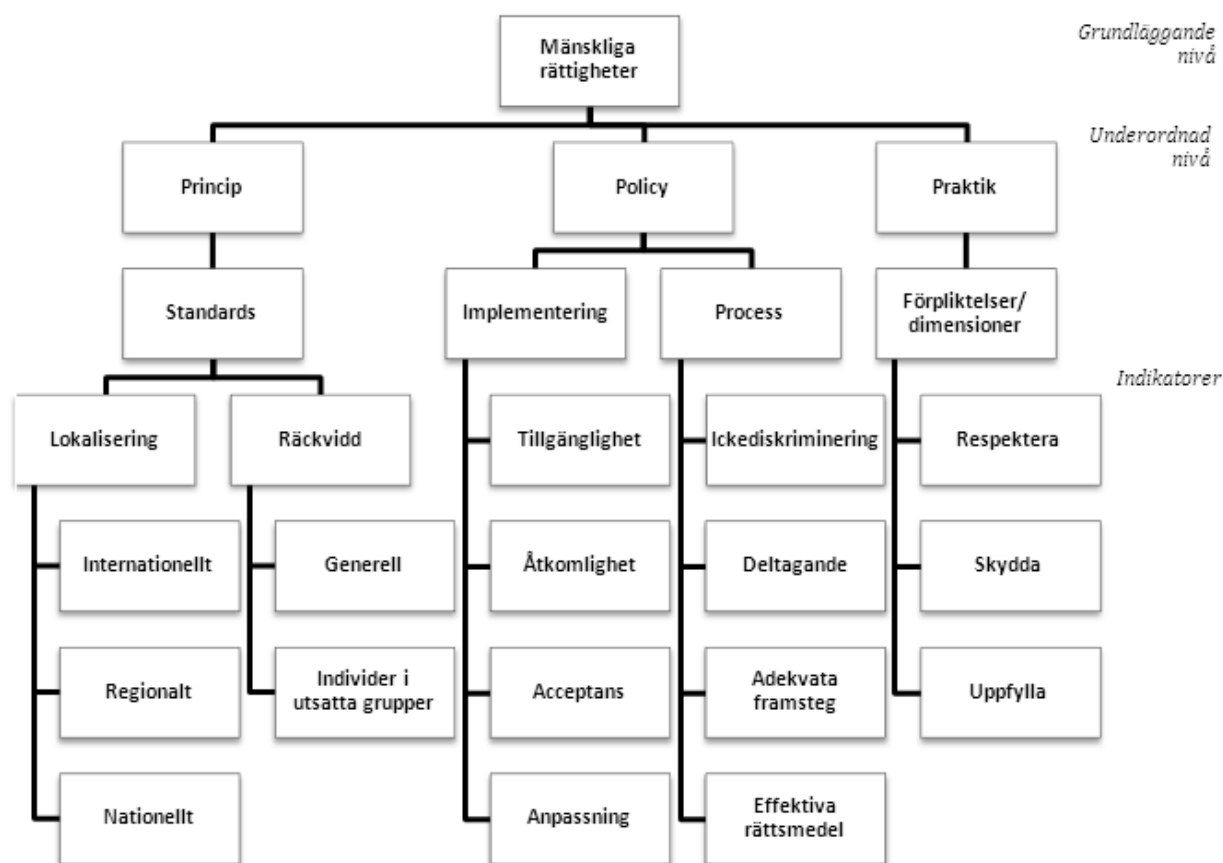 Mänskliga
rättigheter
Grundläggande
nivå
Underordnad
nivå
Princip
Policy
Praktik
Standards
Implementering
Process
Förpliktelser/
dimensioner
Indikatorer
Lokalisering
Räckvidd
Tillgänglighet
Ickediskriminering
Respektera
Internationellt
Generell
Åtkomlighet
Deltagande
Skydda
Regionalt
Individer i
utsatta grupper
Acceptans
Adekvata
framsteg
Uppfylla
Nationellt
Anpassning
Effektiva
rättsmedel